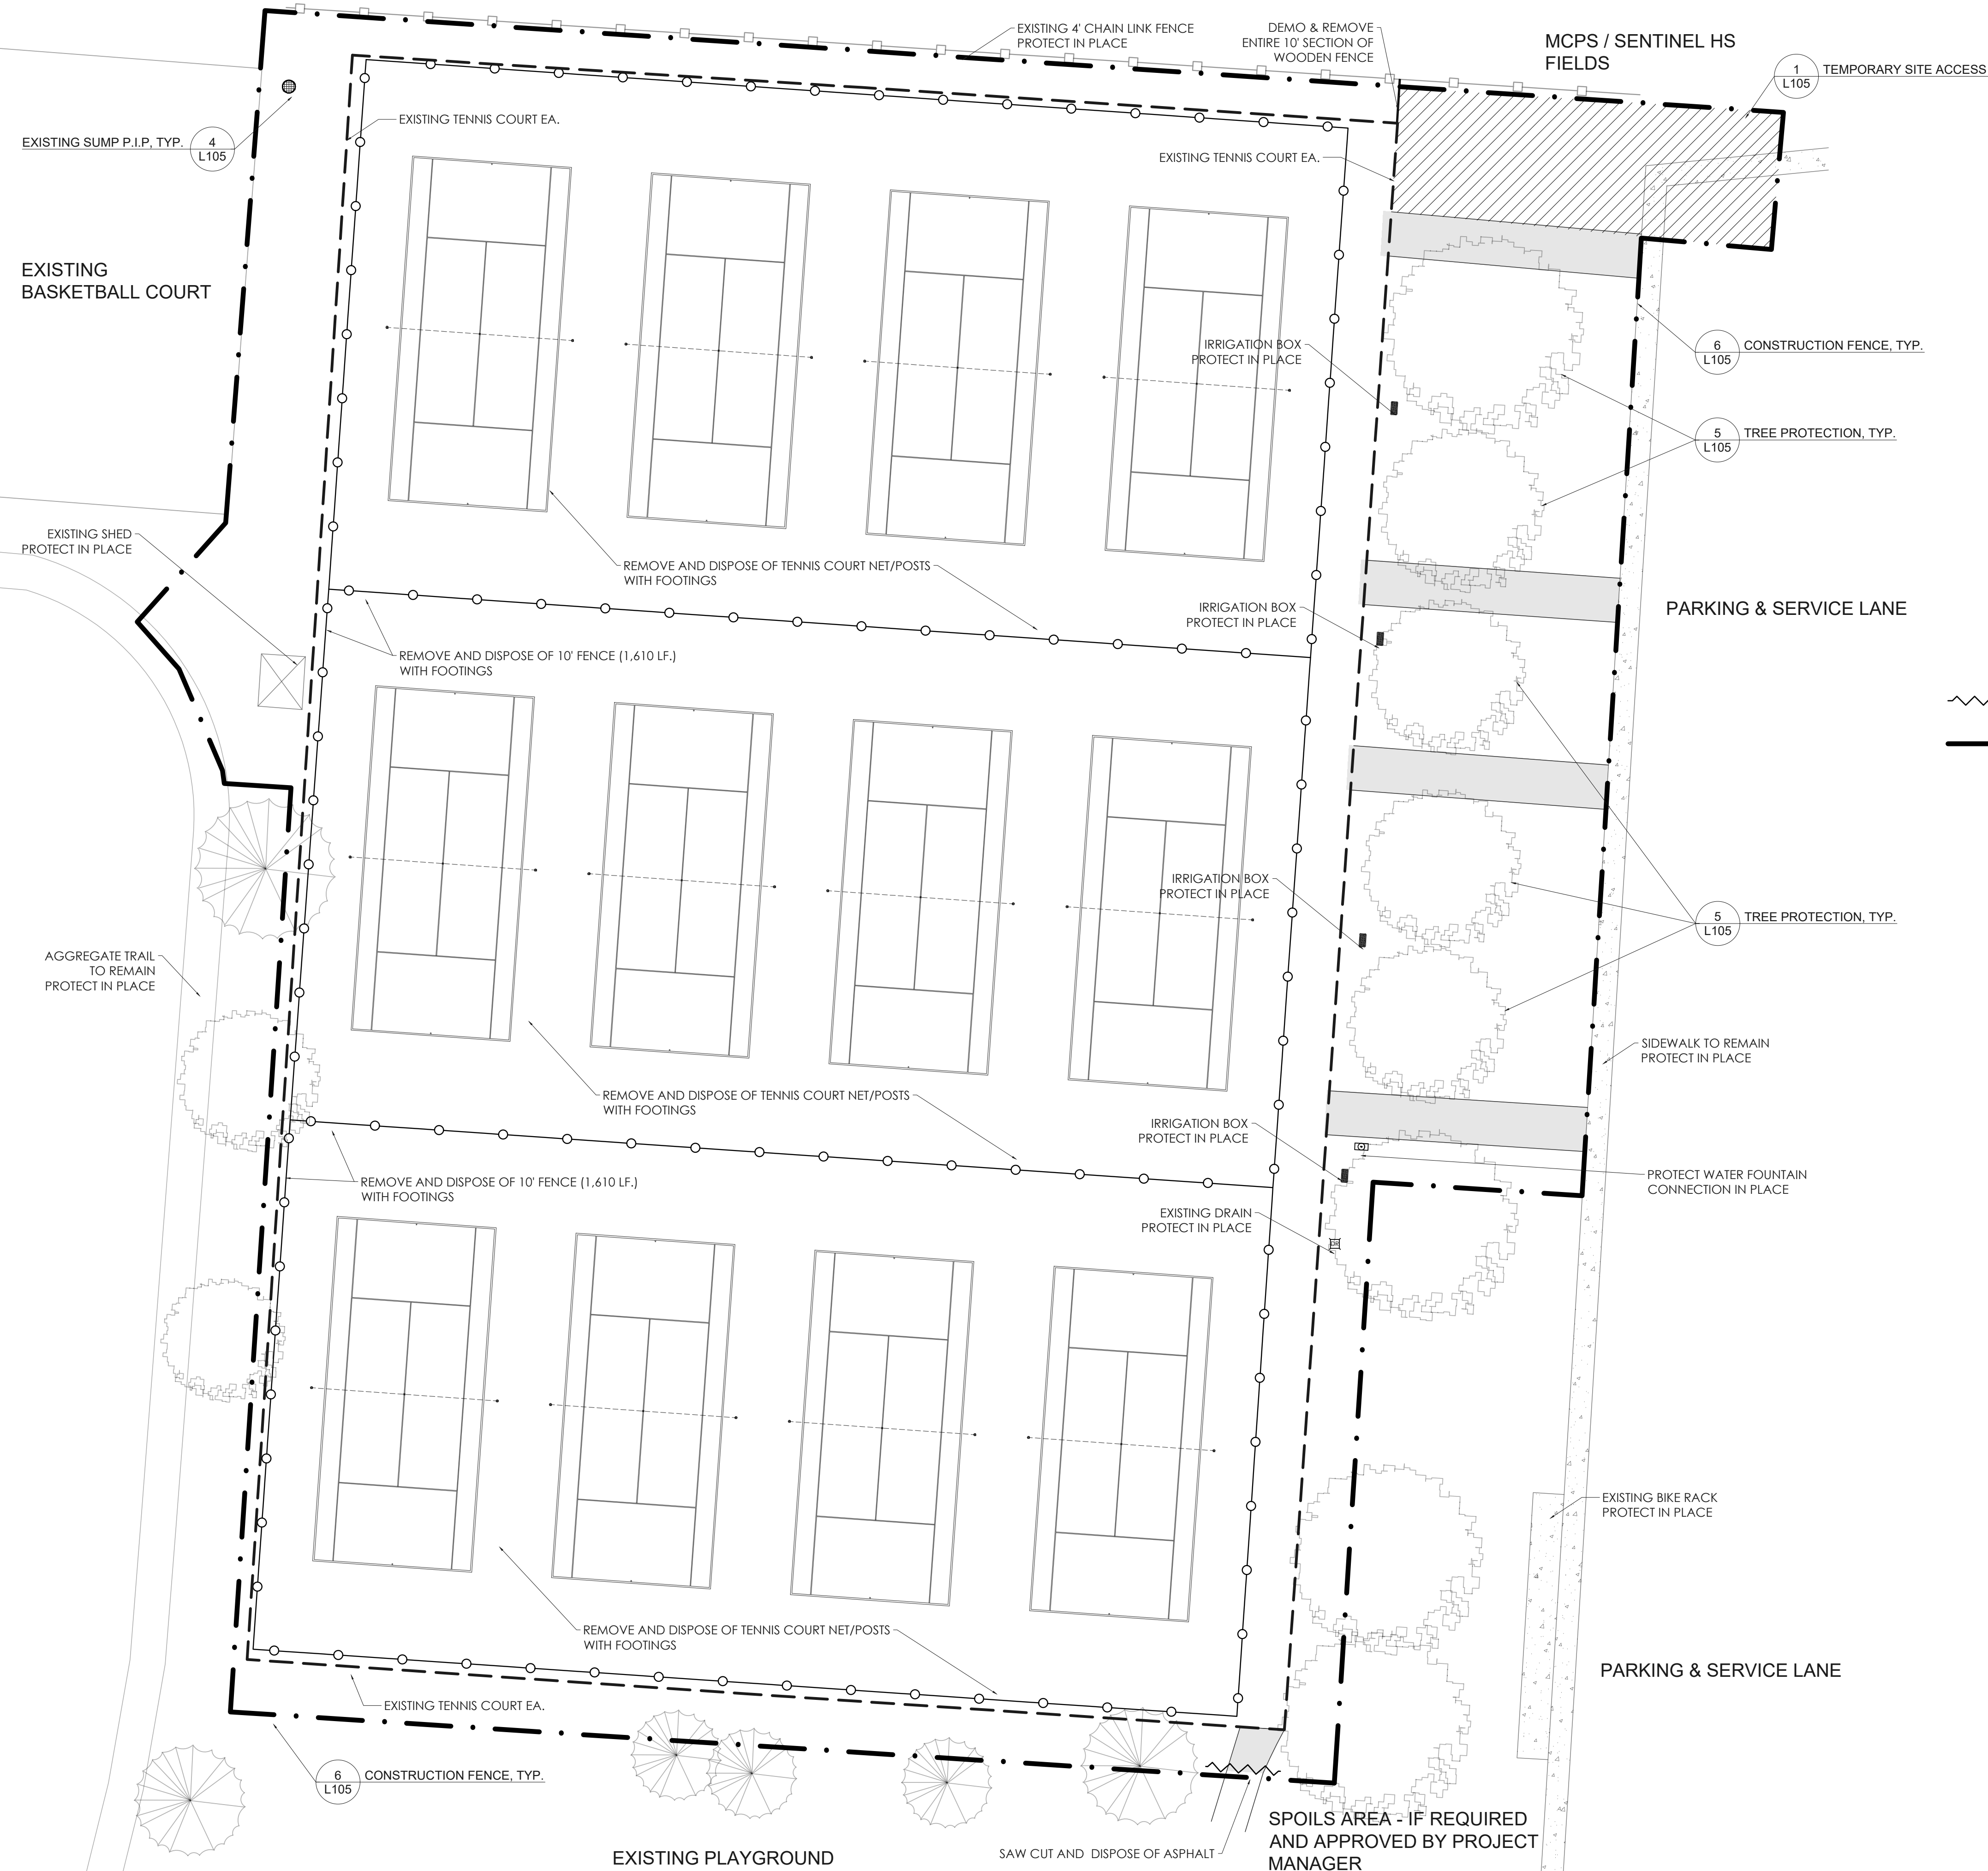 EXISTING 4' CHAIN LINK FENCE
PROTECT IN PLACE
DEMO & REMOVE
ENTIRE 10' SECTION OF
WOODEN FENCE
MCPS / SENTINEL HS
FIELDS
1
L105
TEMPORARY SITE ACCESS
EXISTING SUMP P.I.P, TYP.
4
L105
EXISTING TENNIS COURT EA.
EXISTING TENNIS COURT EA.
EXISTING
BASKETBALL COURT
IRRIGATION BOX
PROTECT IN PLACE
6
L105
CONSTRUCTION FENCE, TYP.
5
L105
TREE PROTECTION, TYP.
EXISTING SHED
PROTECT IN PLACE
REMOVE AND DISPOSE OF TENNIS COURT NET/POSTS
WITH FOOTINGS
IRRIGATION BOX
PROTECT IN PLACE
PARKING & SERVICE LANE
REMOVE AND DISPOSE OF 10' FENCE (1,610 LF.)
WITH FOOTINGS
IRRIGATION BOX
PROTECT IN PLACE
5
L105
TREE PROTECTION, TYP.
AGGREGATE TRAIL
TO REMAIN
PROTECT IN PLACE
SIDEWALK TO REMAIN
PROTECT IN PLACE
REMOVE AND DISPOSE OF TENNIS COURT NET/POSTS
WITH FOOTINGS
IRRIGATION BOX
PROTECT IN PLACE
REMOVE AND DISPOSE OF 10' FENCE (1,610 LF.)
WITH FOOTINGS
PROTECT WATER FOUNTAIN
CONNECTION IN PLACE
EXISTING DRAIN
PROTECT IN PLACE
EXISTING BIKE RACK
PROTECT IN PLACE
REMOVE AND DISPOSE OF TENNIS COURT NET/POSTS
WITH FOOTINGS
PARKING & SERVICE LANE
EXISTING TENNIS COURT EA.
6
L105
CONSTRUCTION FENCE, TYP.
SPOILS AREA - IF REQUIRED
AND APPROVED BY PROJECT
MANAGER
SAW CUT AND DISPOSE OF ASPHALT
EXISTING PLAYGROUND